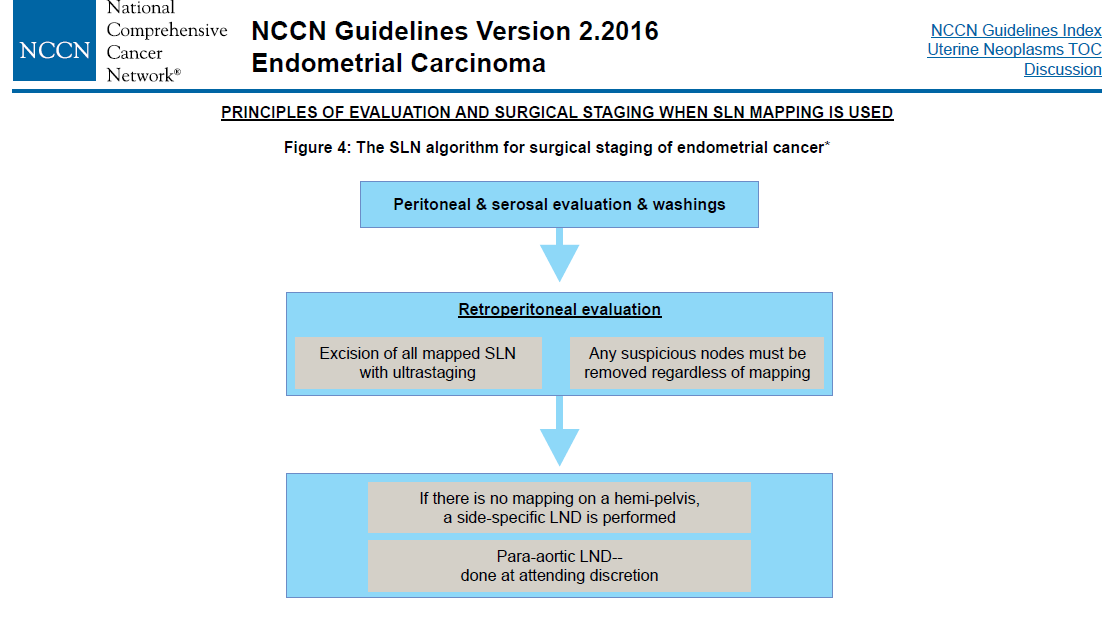 National
Comprehensive
Cancer
Network®
NCCN
NCCN Guidelines Version 2.2016
Endometrial Carcinoma
NCCN Guidelines Index
Uterine Neoplasms TOC
Discussion
PRINCIPLES OF EVALUATION AND SURGICAL STAGING WHEN SLN MAPPING IS USED
Figure 4: The SLN algorithm for surgical staging of endometrial cancer*
Peritoneal & serosal evaluation & washings
Retroperitoneal evaluation
Excision of all mapped SLN
with ultrastaging
Any suspicious nodes must be
removed regardless of mapping
If there is no mapping on a hemi-pelvis,
a side-specific LND is performed
Para-aortic LND--
done at attending discretion